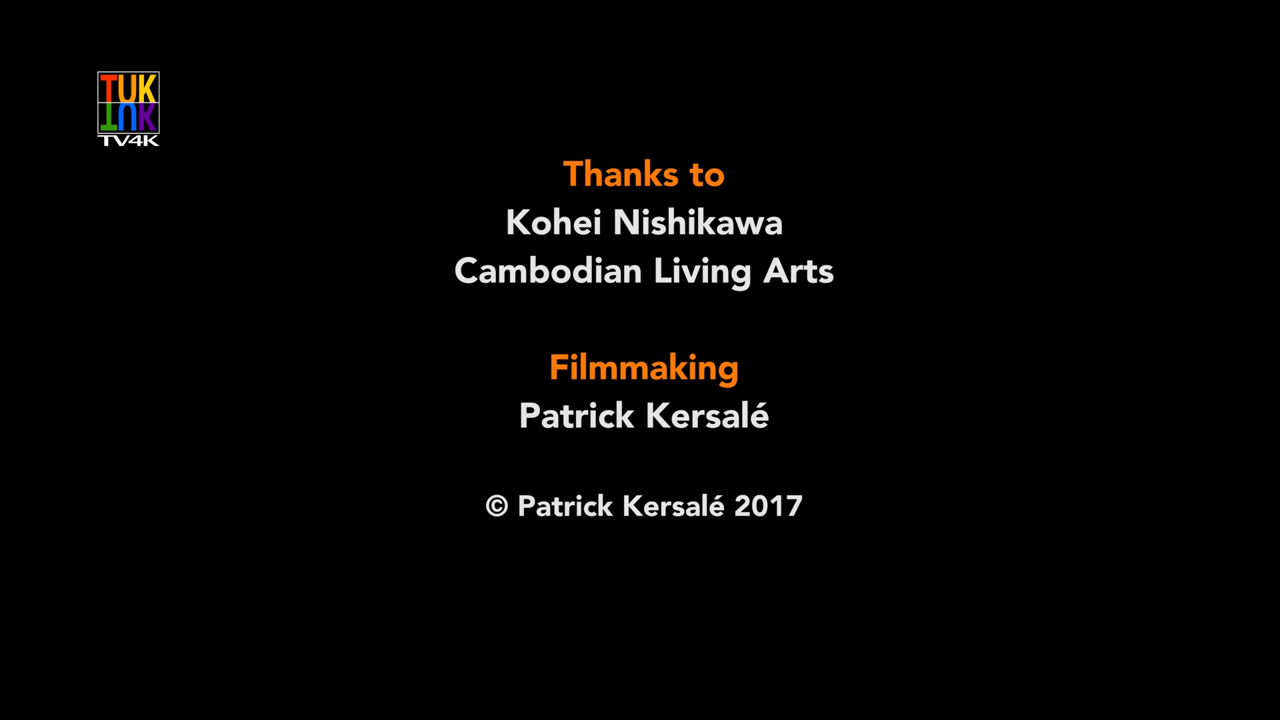 TUK
TUK
TV4K
Thanks to
Kohei Nishikawa
Cambodian Living Arts
Filmmaking
Patrick Kersalé
© Patrick Kersalé 2017